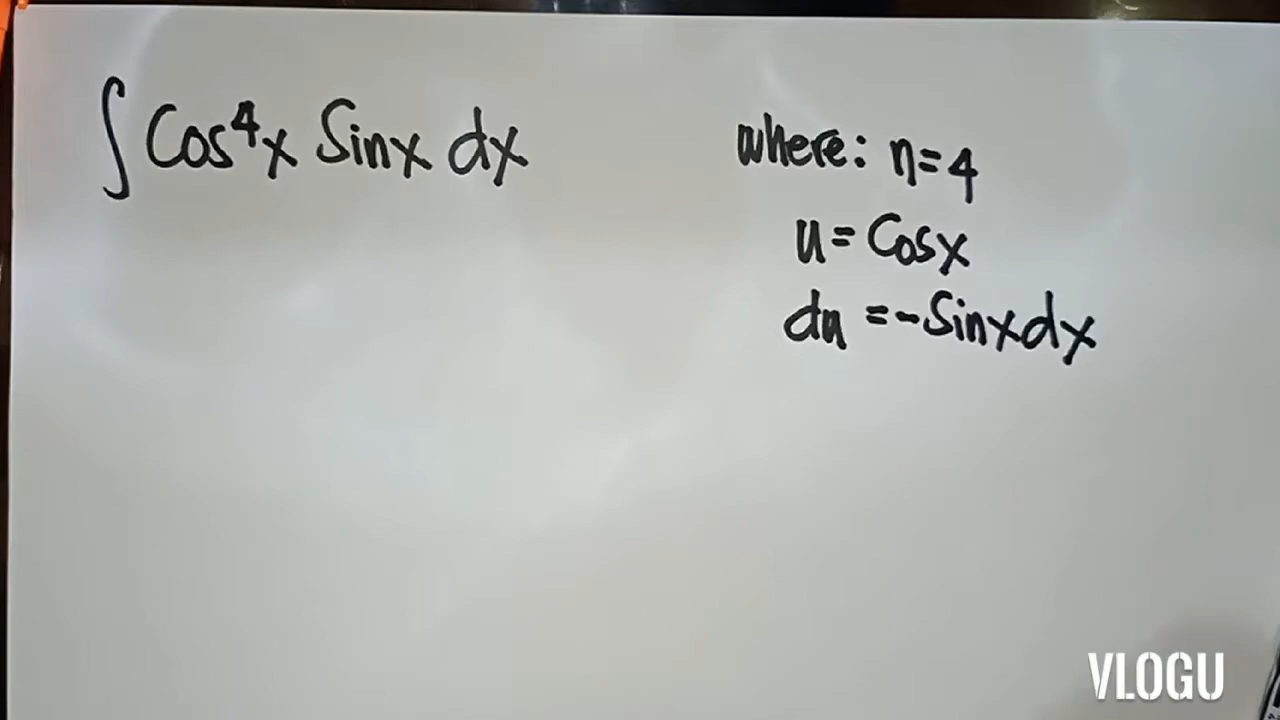 ∫ Cos⁴x Sinx dx
where: n=4
u= Cosx
du =-Sinxdx
VLOGU